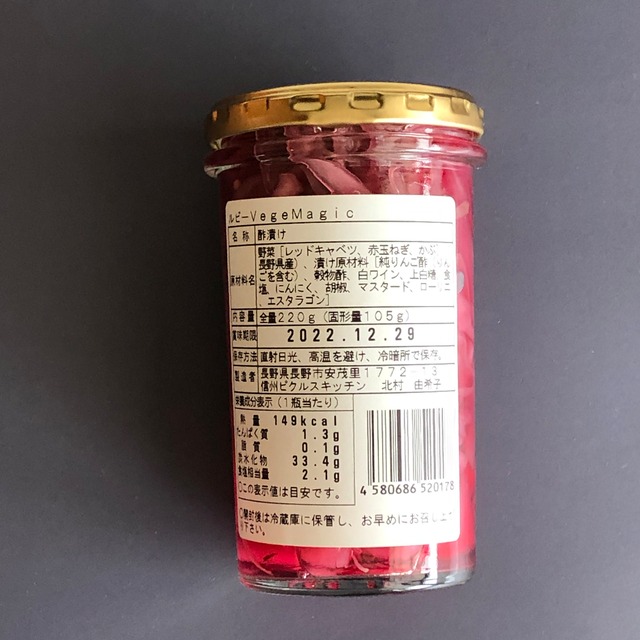 ルビーVegeMagic
名称 酢漬け
原材料名 野菜［レッドキャベツ、赤玉ねぎ、かぶ
長野県産］、漬け原材料［純りんご酢（りん
ごを含む）、穀物酢、白ワイン、上白糖、食
塩、にんにく、胡椒、マスタード、ローリエ
、エスタラゴン］
内容量 全量220g（固形量105g）
賞味期限 2022.12.29
保存方法 直射日光、高温を避け、冷暗所で保存。
製造者 長野県長野市安茂里1772-13
信州ピクルスキッチン 北村 由希子
栄養成分表示（1瓶当たり）
熱量 149kcal
たんぱく質 1.3g
脂質 0.1g
炭水化物 33.4g
食塩相当量 2.1g
○この表示値は目安です。
4580686520178
○開封後は冷蔵庫に保管し、お早めにお召し上が
り下さい。